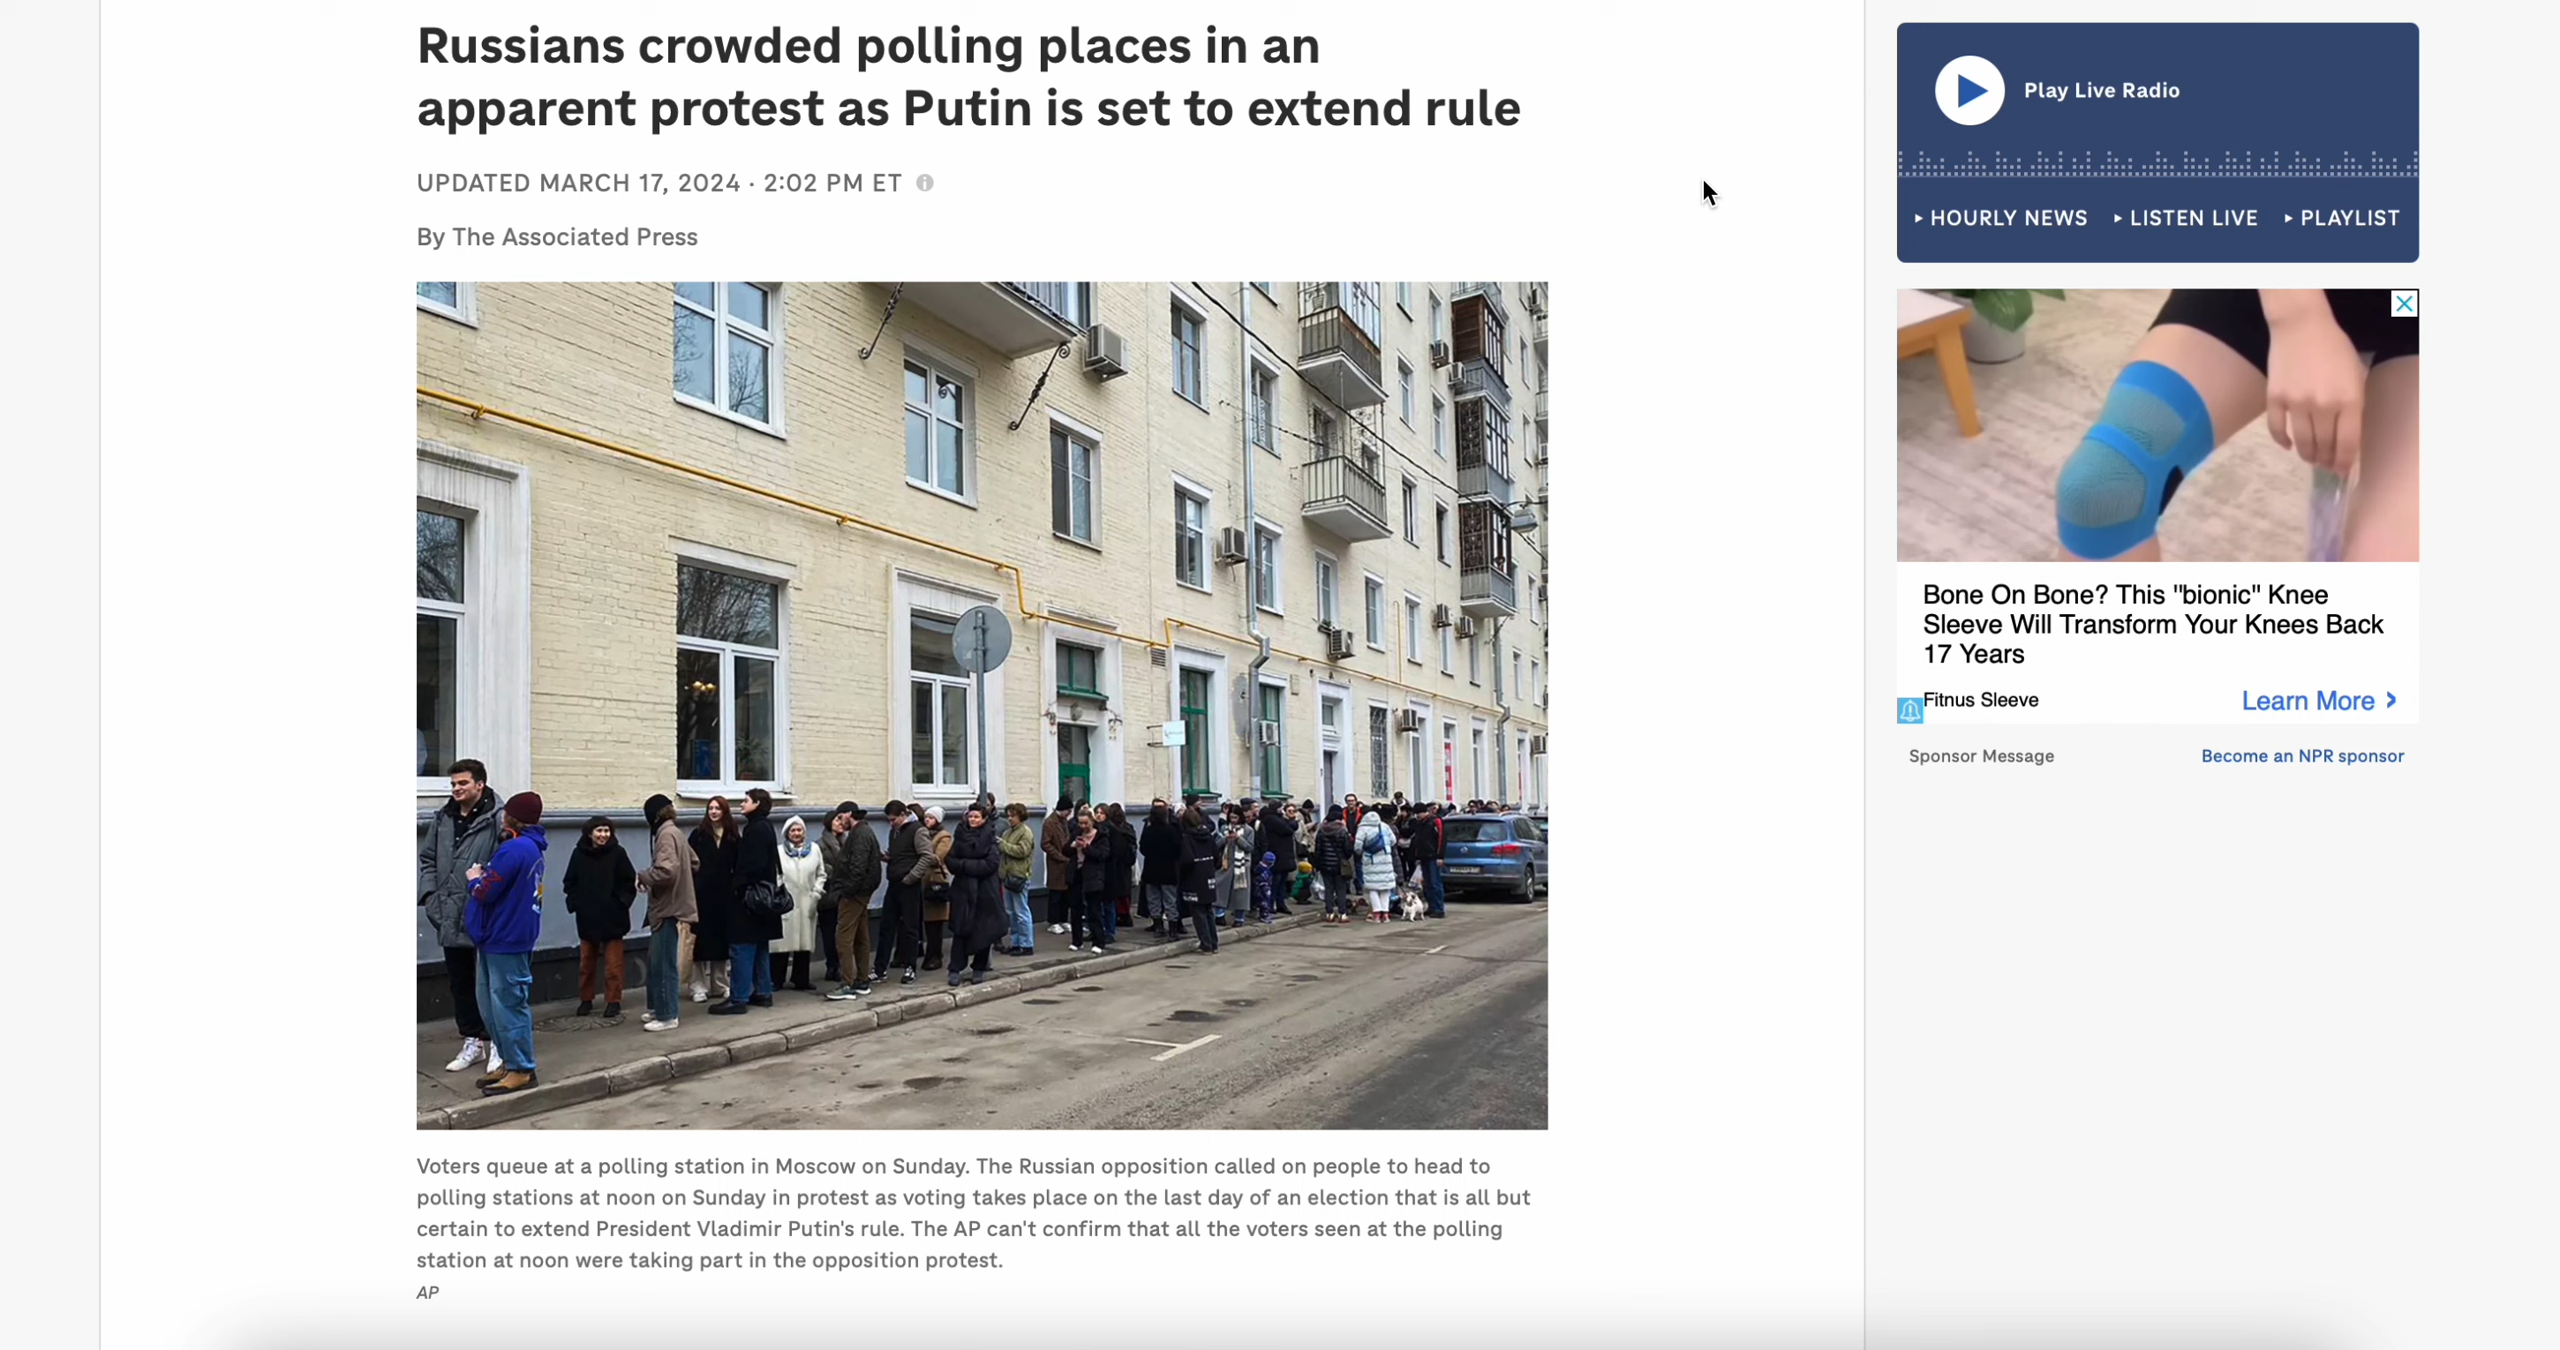 Russians crowded polling places in an
apparent protest as Putin is set to extend rule
UPDATED MARCH 17, 2024 · 2:02 PM ET
By The Associated Press
Voters queue at a polling station in Moscow on Sunday. The Russian opposition called on people to head to
polling stations at noon on Sunday in protest as voting takes place on the last day of an election that is all but
certain to extend President Vladimir Putin's rule. The AP can't confirm that all the voters seen at the polling
station at noon were taking part in the opposition protest.
AP
Play Live Radio
HOURLY NEWS LISTEN LIVE PLAYLIST
Bone On Bone? This "bionic" Knee
Sleeve Will Transform Your Knees Back
17 Years
Fitnus Sleeve Learn More
Sponsor Message Become an NPR sponsor